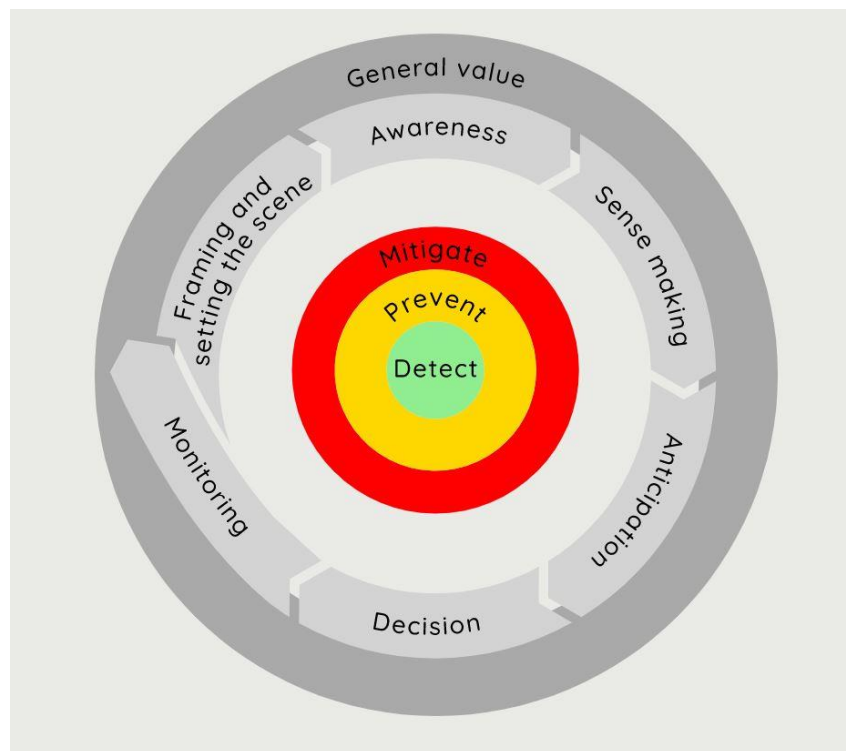 General value
Awareness
Sense making
Anticipation
Decision
Monitoring
Framing and
setting the scene
Mitigate
Prevent
Detect